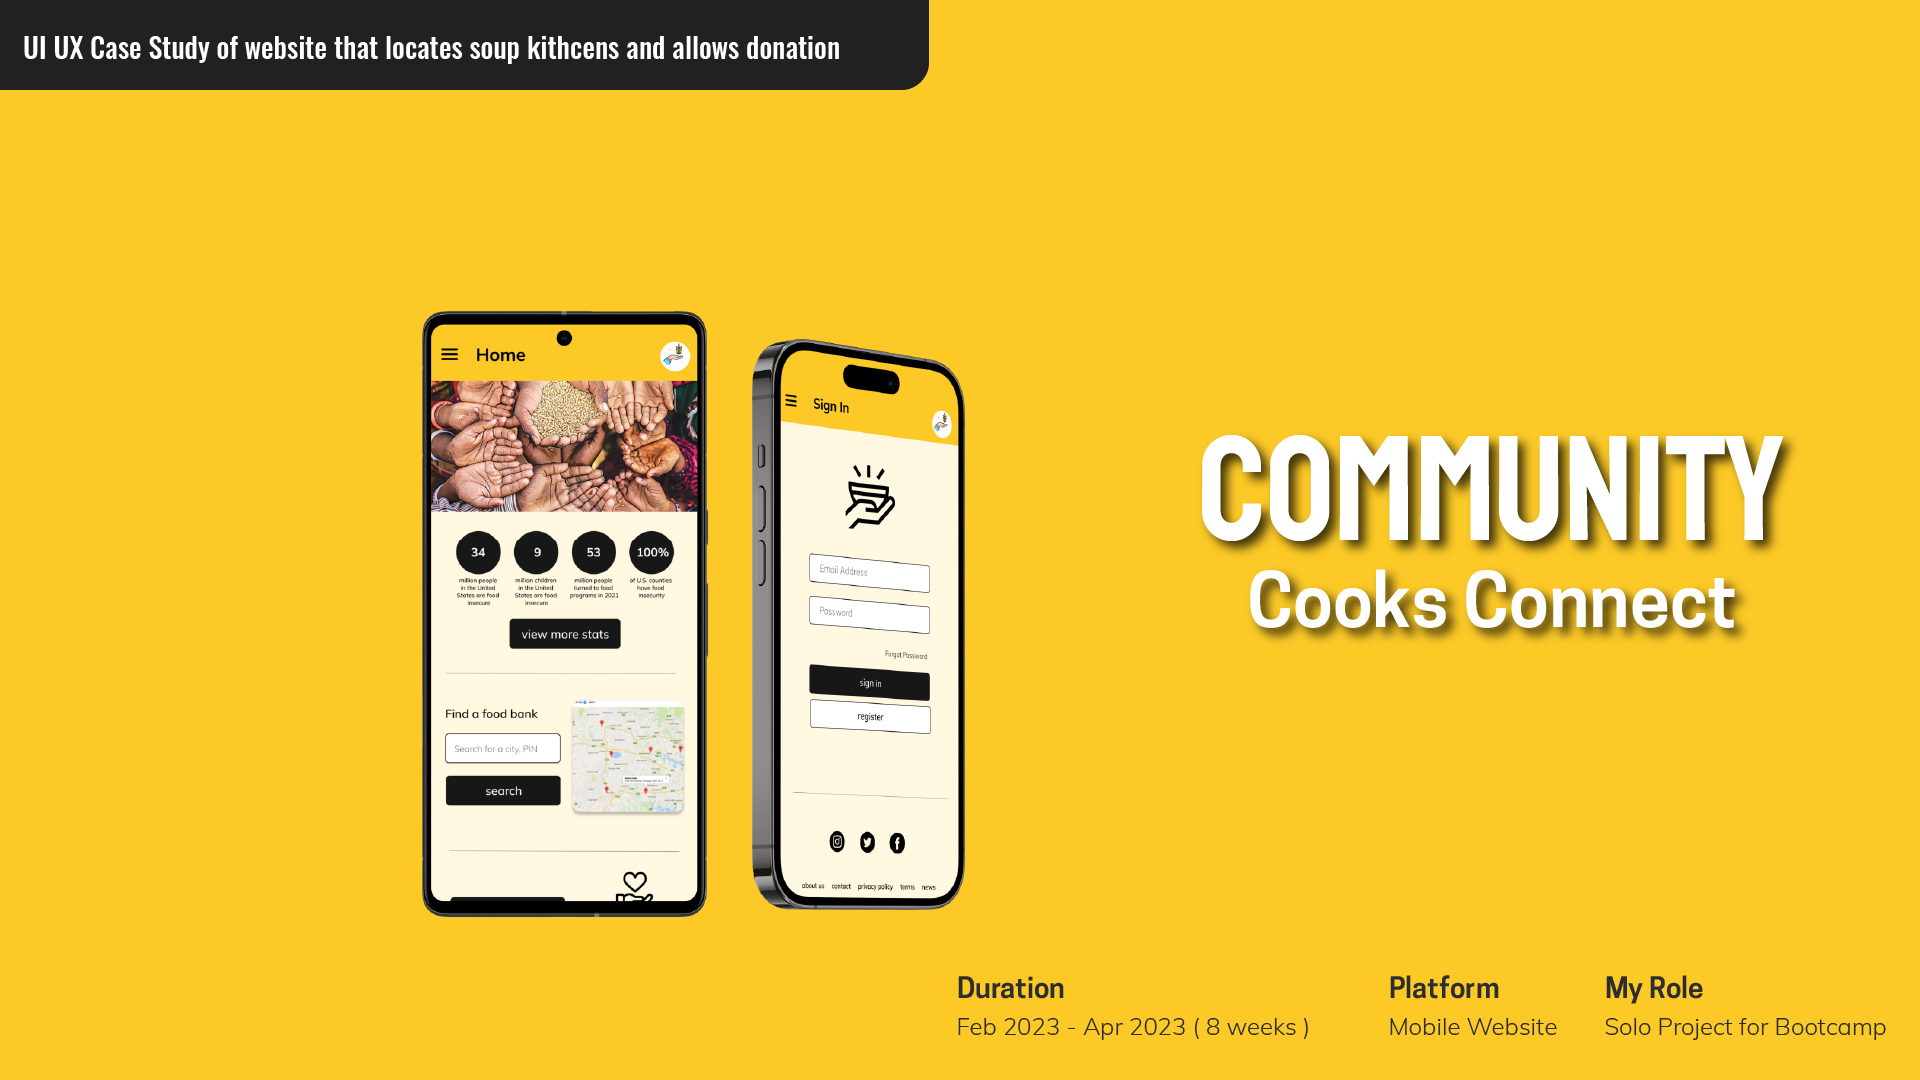 UI UX Case Study of website that locates soup kithcens and allows donation
Home
34
9
53
100%
million people
in the United
States are food
insecure
million children
in the United
States are food
insecure
million people
turned to food
programs in 2021
of U.S. counties
have food
insecurity
view more stats
Find a food bank
Search for a city, PIN
search
Sign In
Email Address
Password
Forgot Password
sign in
register
about us
contact
privacy policy
terms
news
COMMUNITY
Cooks Connect
Duration
Feb 2023 - Apr 2023 ( 8 weeks )
Platform
Mobile Website
My Role
Solo Project for Bootcamp